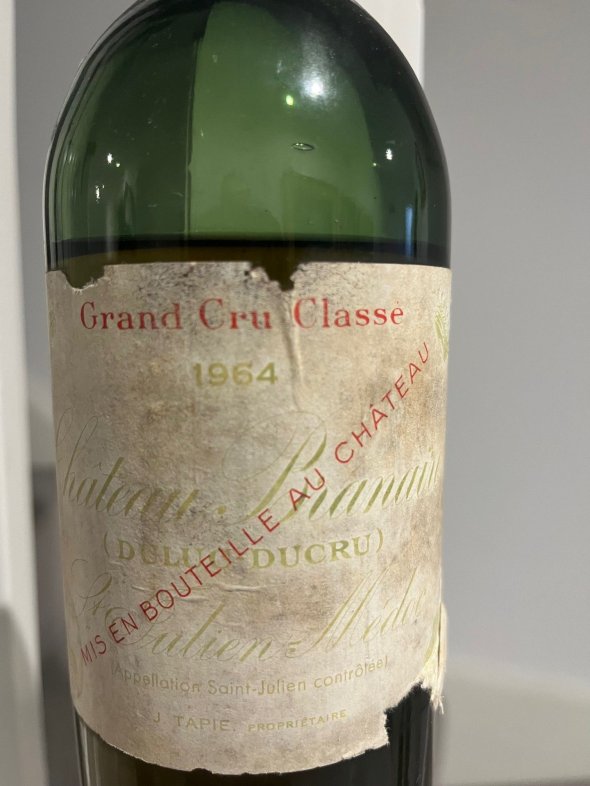 Grand Cru Classé
1964
Château Branair
(DULUC-DUCRU)
MIS EN BOUTEILLE AU CHÂTEAU
St Julien-Médoc
(Appellation Saint-Julien contrôlée)
J. TAPIE, PROPRIÉTAIRE